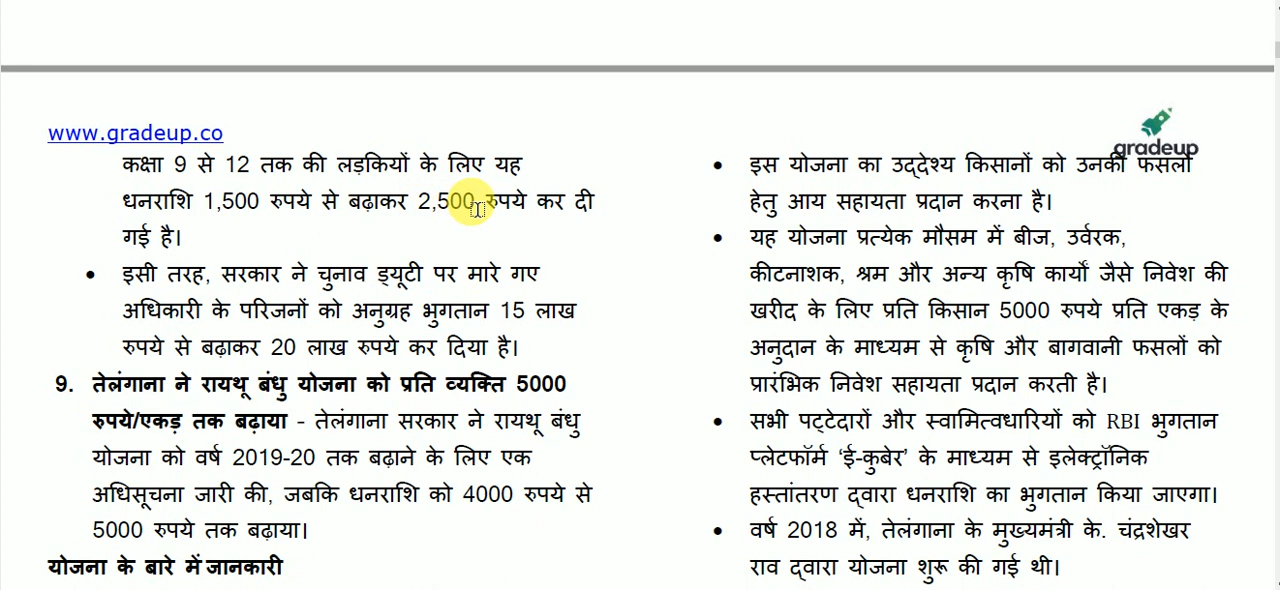 www.gradeup.co
कक्षा 9 से 12 तक की लड़कियों के लिए यह
धनराशि 1,500 रुपये से बढ़ाकर 2,500 रुपये कर दी
गई है।
• इसी तरह, सरकार ने चुनाव ड्यूटी पर मारे गए
अधिकारी के परिजनों को अनुग्रह भुगतान 15 लाख
रुपये से बढ़ाकर 20 लाख रुपये कर दिया है।
9. तेलंगाना ने रायथू बंधु योजना को प्रति व्यक्ति 5000
रुपये/एकड़ तक बढ़ाया - तेलंगाना सरकार ने रायथू बंधु
योजना को वर्ष 2019-20 तक बढ़ाने के लिए एक
अधिसूचना जारी की, जबकि धनराशि को 4000 रुपये से
5000 रुपये तक बढ़ाया।
योजना के बारे में जानकारी
gradeup
• इस योजना का उद्देश्य किसानों को उनकी फसलों
हेतु आय सहायता प्रदान करना है।
• यह योजना प्रत्येक मौसम में बीज, उर्वरक,
कीटनाशक, श्रम और अन्य कृषि कार्यों जैसे निवेश की
खरीद के लिए प्रति किसान 5000 रुपये प्रति एकड़ के
अनुदान के माध्यम से कृषि और बागवानी फसलों को
प्रारंभिक निवेश सहायता प्रदान करती है।
• सभी पट्टेदारों और स्वामित्वधारियों को RBI भुगतान
प्लेटफॉर्म ‘ई-कुबेर’ के माध्यम से इलेक्ट्रॉनिक
हस्तांतरण द्वारा धनराशि का भुगतान किया जाएगा।
• वर्ष 2018 में, तेलंगाना के मुख्यमंत्री के. चंद्रशेखर
राव द्वारा योजना शुरू की गई थी।